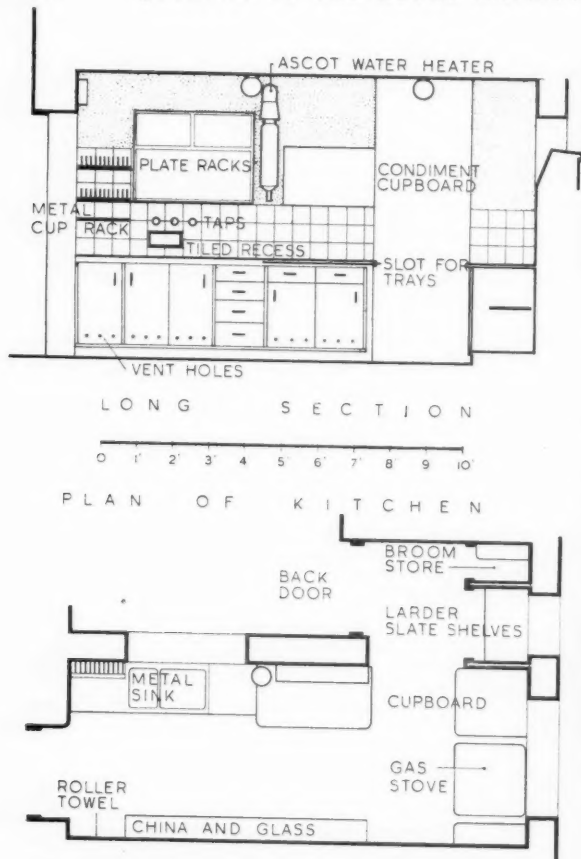 ASCOT WATER HEATER
PLATE RACKS
CONDIMENT
CUPBOARD
METAL
CUP RACK
TAPS
TILED RECESS
SLOT FOR
TRAYS
VENT HOLES
LONG SECTION
0 1' 2' 3' 4' 5' 6' 7' 8' 9 10'
PLAN OF KITCHEN
BROOM
STORE
BACK
DOOR
LARDER
SLATE SHELVES
METAL
SINK
CUPBOARD
GAS
STOVE
ROLLER
TOWEL
CHINA AND GLASS